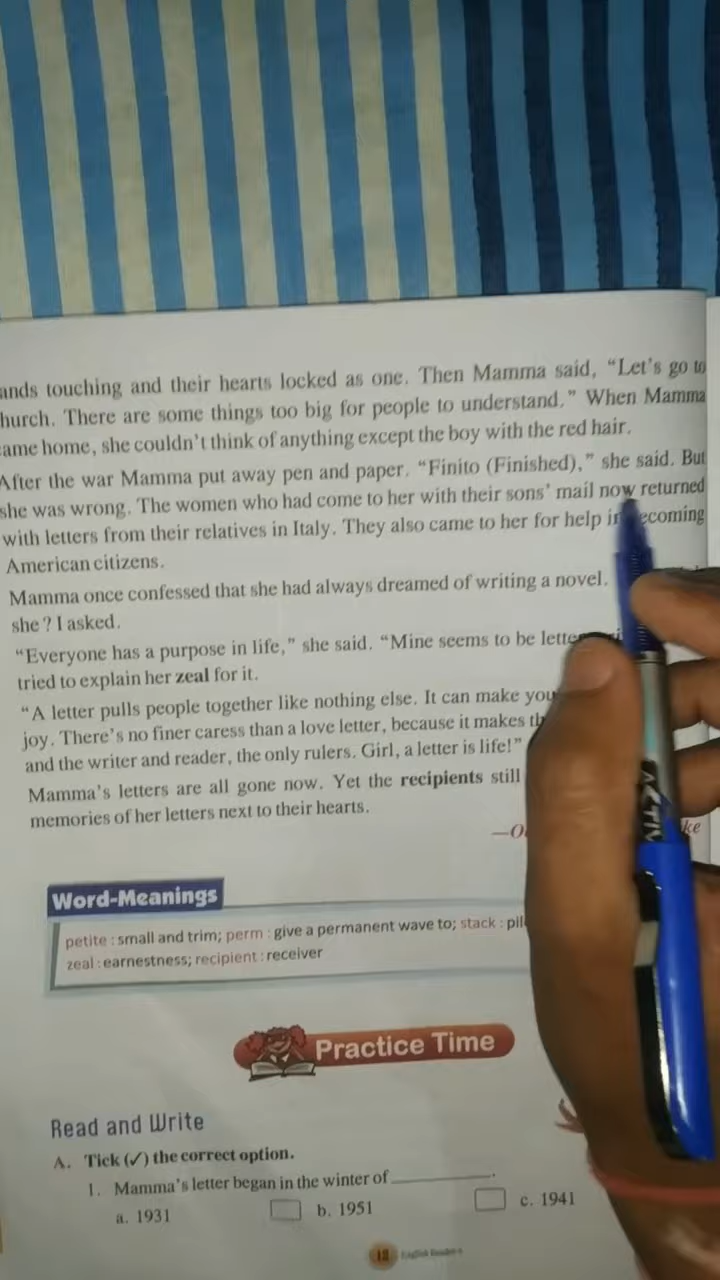 ands touching and their hearts locked as one. Then Mamma said, “Let’s go to
hurch. There are some things too big for people to understand.” When Mamma
ame home, she couldn’t think of anything except the boy with the red hair.
After the war Mamma put away pen and paper. “Finito (Finished),” she said. But
she was wrong. The women who had come to her with their sons’ mail now returned
with letters from their relatives in Italy. They also came to her for help in ecoming
American citizens.
Mamma once confessed that she had always dreamed of writing a novel.
she ? I asked.
“Everyone has a purpose in life,” she said. “Mine seems to be
tried to explain her zeal for it.
“A letter pulls people together like nothing else. It can make you
joy. There’s no finer caress than a love letter, because it makes
and the writer and reader, the only rulers. Girl, a letter is life!”
Mamma’s letters are all gone now. Yet the recipients still
memories of her letters next to their hearts.
Word-Meanings
petite : small and trim; perm : give a permanent wave to; stack :
zeal : earnestness; recipient : receiver
Practice Time
Read and Write
A. Tick (✓) the correct option.
1. Mamma’s letter began in the winter of ________.
a. 1931 b. 1951 c. 1941
18